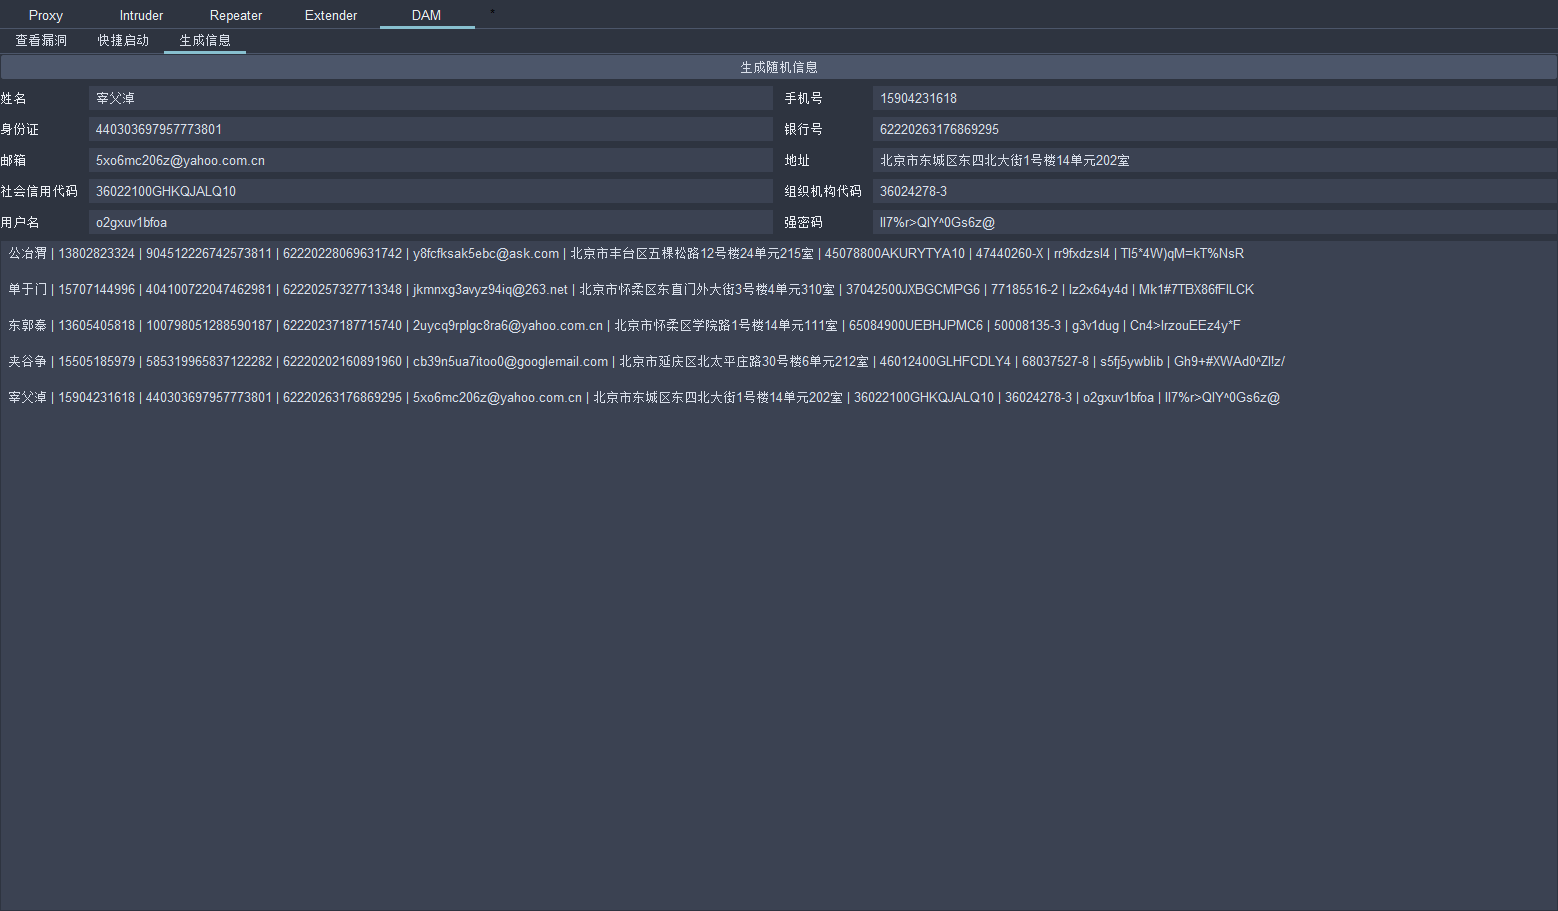 Proxy Intruder Repeater Extender DAM *
查看漏洞 快捷启动 生成信息
生成随机信息
姓名 宰父淖 手机号 15904231618
身份证 440303697957773801 银行号 62220263176869295
邮箱 5xo6mc206z@yahoo.com.cn 地址 北京市东城区东四北大街1号楼14单元202室
社会信用代码 36022100GHKQJALQ10 组织机构代码 36024278-3
用户名 o2gxuv1bfoa 强密码 lI7%r>QlY^0Gs6z@
公冶渭 | 13802823324 | 904512226742573811 | 62220228069631742 | y8fcfksak5ebc@ask.com | 北京市丰台区五棵松路12号楼24单元215室 | 45078800AKURYTYA10 | 47440260-X | rr9fxdzsl4 | Tl5*4W)qM=kT%NsR
单于门 | 15707144996 | 404100722047462981 | 62220257327713348 | jkmnxg3avyz94iq@263.net | 北京市怀柔区东直门外大街3号楼4单元310室 | 37042500JXBGCMPG6 | 77185516-2 | lz2x64y4d | Mk1#7TBX86fFlLCK
东郭秦 | 13605405818 | 100798051288590187 | 62220237187715740 | 2uycq9rplgc8ra6@yahoo.com.cn | 北京市怀柔区学院路1号楼14单元111室 | 65084900UEBHJPMC6 | 50008135-3 | g3v1dug | Cn4>IrzouEEz4y*F
夹谷争 | 15505185979 | 585319965837122282 | 62220202160891960 | cb39n5ua7itoo0@googlemail.com | 北京市延庆区北太平庄路30号楼6单元212室 | 46012400GLHFCDLY4 | 68037527-8 | s5fj5ywblib | Gh9+#XWAd0^Zl!z/
宰父淖 | 15904231618 | 440303697957773801 | 62220263176869295 | 5xo6mc206z@yahoo.com.cn | 北京市东城区东四北大街1号楼14单元202室 | 36022100GHKQJALQ10 | 36024278-3 | o2gxuv1bfoa | lI7%r>QlY^0Gs6z@